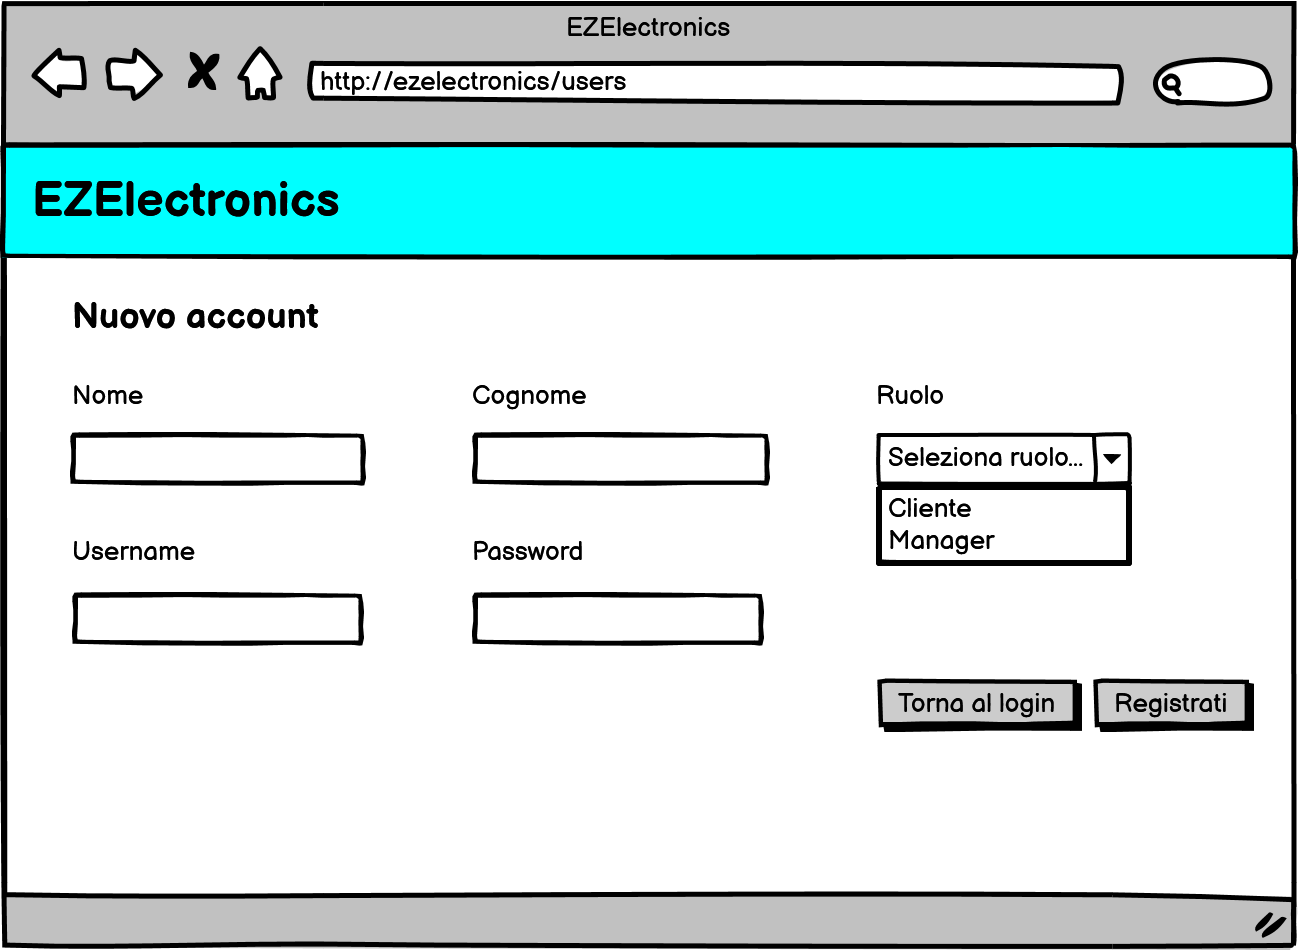 EZElectronics
http://ezelectronics/users
EZElectronics
Nuovo account
Nome
Cognome
Ruolo
Seleziona ruolo...
Cliente
Manager
Username
Password
Torna al login
Registrati